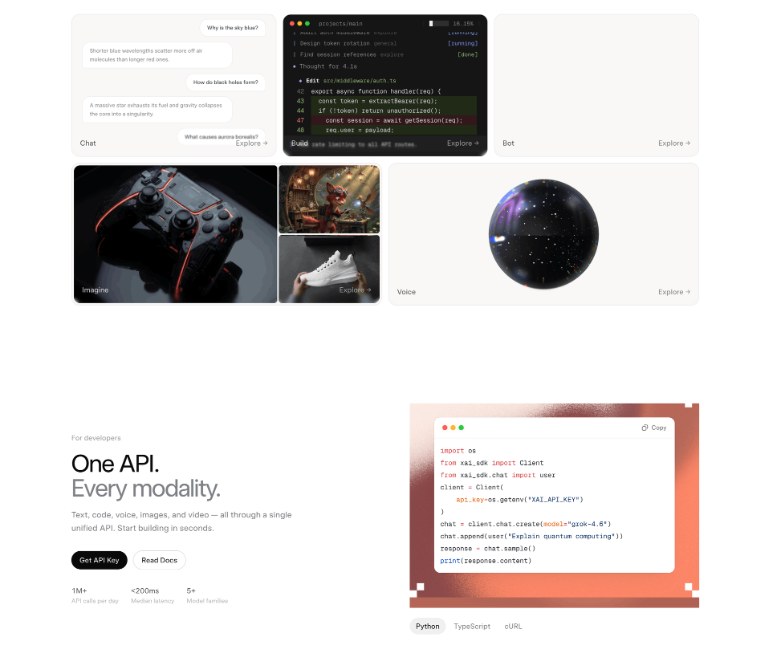 Why is the sky blue?
Shorter blue wavelengths scatter more off air
molecules than longer red ones.
How do black holes form?
A massive star exhausts its fuel and gravity collapses
the core into a singularity.
What causes aurora borealis?
Chat
Explore →
projects/main
[running]
Design token rotation general
[running]
Find session references explore
[done]
Thought for 4.1s
Edit src/middleware/auth.ts
42 export async function handler(req) {
43 const token = extractBearer(req);
44 if (!token) return unauthorized();
47 const session = await getSession(req);
48 req.user = payload;
rate limiting to all API routes.
Build
Explore →
Bot
Explore →
Imagine
Explore →
Voice
Explore →
For developers
One API.
Every modality.
Text, code, voice, images, and video — all through a single
unified API. Start building in seconds.
Get API Key
Read Docs
1M+
API calls per day
<200ms
Median latency
5+
Model families
Copy
import os
from xai_sdk import Client
from xai_sdk.chat import user
client = Client(
api_key=os.getenv("XAI_API_KEY")
)
chat = client.chat.create(model="grok-4.6")
chat.append(user("Explain quantum computing"))
response = chat.sample()
print(response.content)
Python
TypeScript
cURL